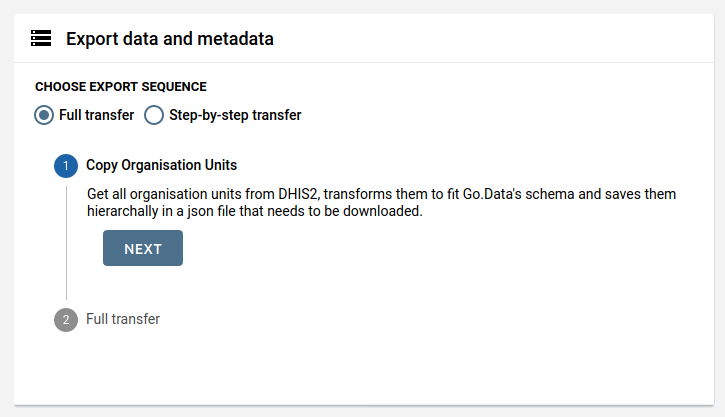 Export data and metadata
CHOOSE EXPORT SEQUENCE
Full transfer Step-by-step transfer
1 Copy Organisation Units
Get all organisation units from DHIS2, transforms them to fit Go.Data's schema and saves them
hierarchally in a json file that needs to be downloaded.
NEXT
2 Full transfer